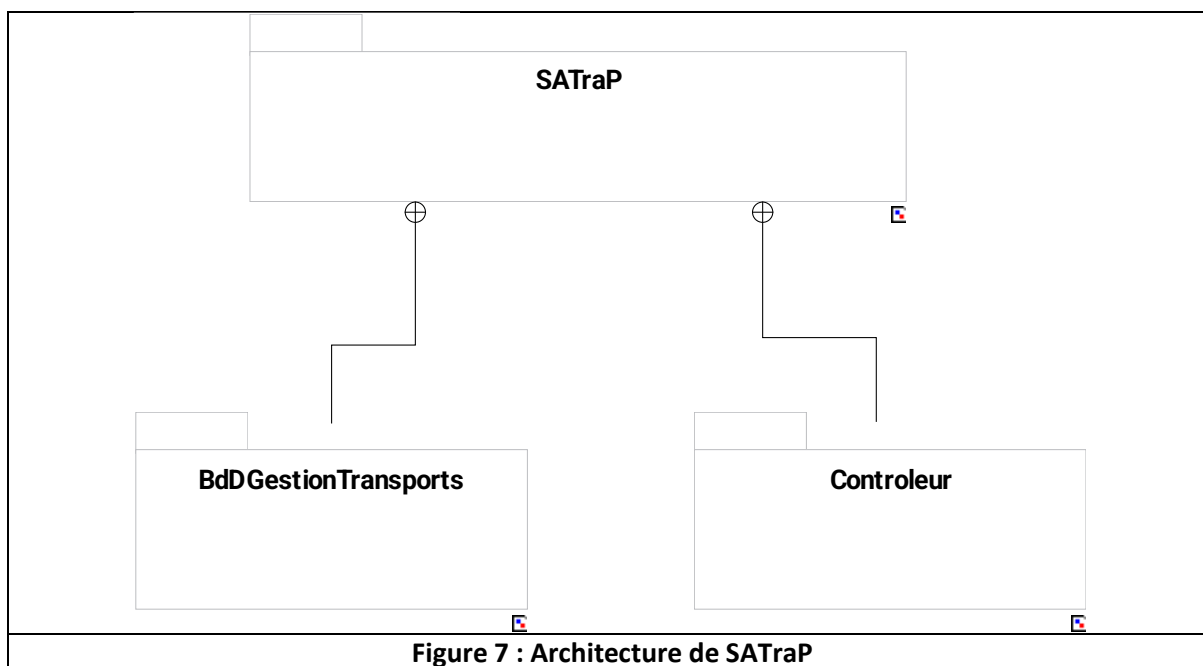 SATraP
BdDGestionTransports
Controleur
Figure 7 : Architecture de SATraP